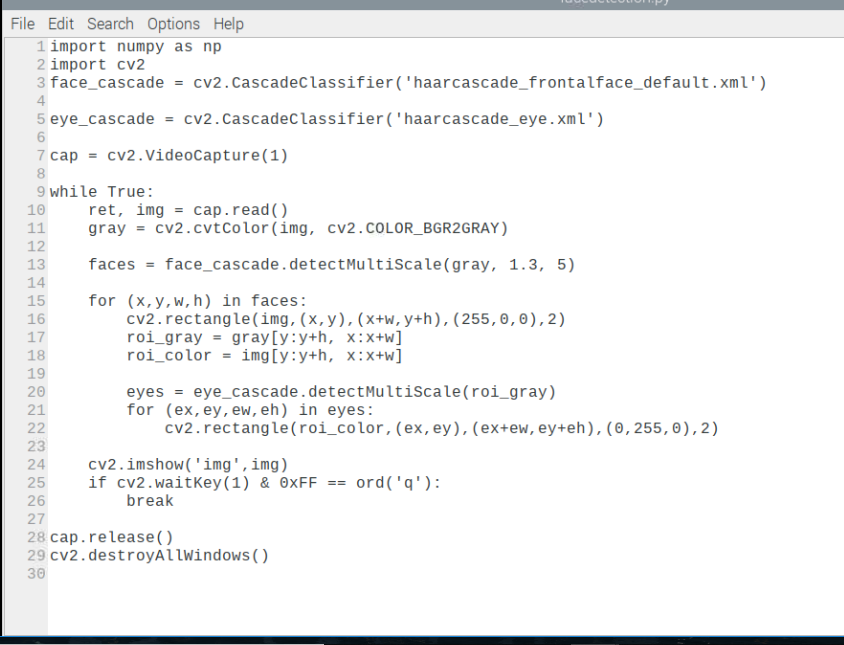 File Edit Search Options Help
1 import numpy as np
2 import cv2
3 face_cascade = cv2.CascadeClassifier('haarcascade_frontalface_default.xml')
4
5 eye_cascade = cv2.CascadeClassifier('haarcascade_eye.xml')
6
7 cap = cv2.VideoCapture(1)
8
9 while True:
10     ret, img = cap.read()
11     gray = cv2.cvtColor(img, cv2.COLOR_BGR2GRAY)
12
13     faces = face_cascade.detectMultiScale(gray, 1.3, 5)
14
15     for (x,y,w,h) in faces:
16         cv2.rectangle(img,(x,y),(x+w,y+h),(255,0,0),2)
17         roi_gray = gray[y:y+h, x:x+w]
18         roi_color = img[y:y+h, x:x+w]
19
20         eyes = eye_cascade.detectMultiScale(roi_gray)
21         for (ex,ey,ew,eh) in eyes:
22             cv2.rectangle(roi_color,(ex,ey),(ex+ew,ey+eh),(0,255,0),2)
23
24     cv2.imshow('img',img)
25     if cv2.waitKey(1) & 0xFF == ord('q'):
26         break
27
28 cap.release()
29 cv2.destroyAllWindows()
30